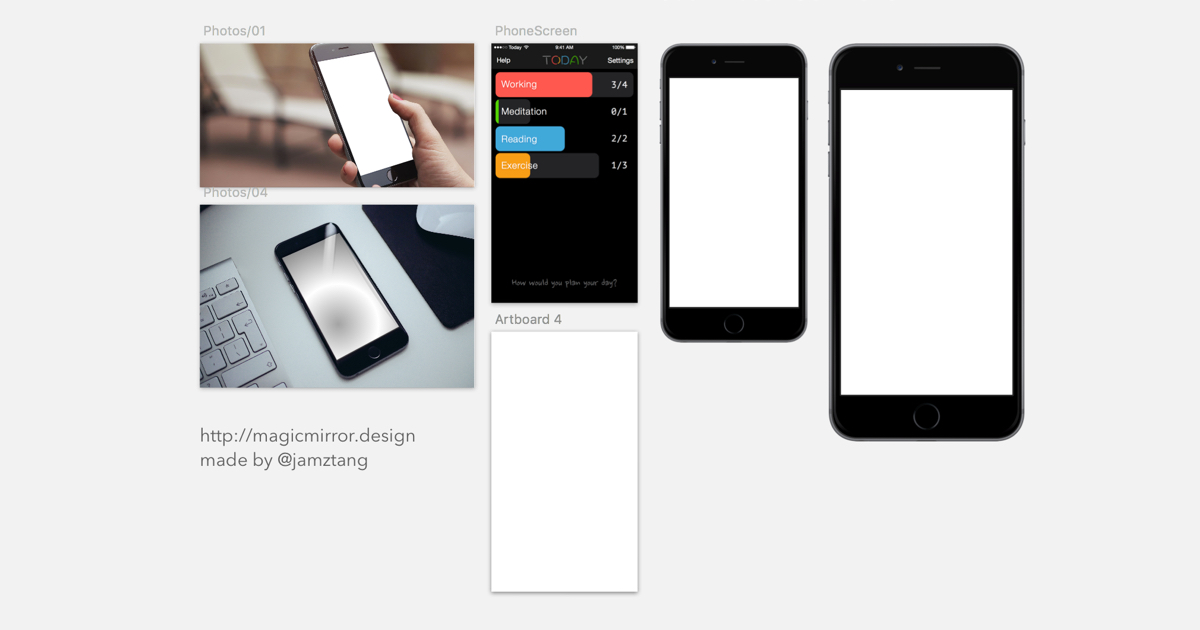 Photos/01
Photos/04
http://magicmirror.design
made by @jamztang
PhoneScreen
Today 9:41 AM 100%
Help TODAY Settings
Working 3/4
Meditation 0/1
Reading 2/2
Exercise 1/3
How would you plan your day?
Artboard 4